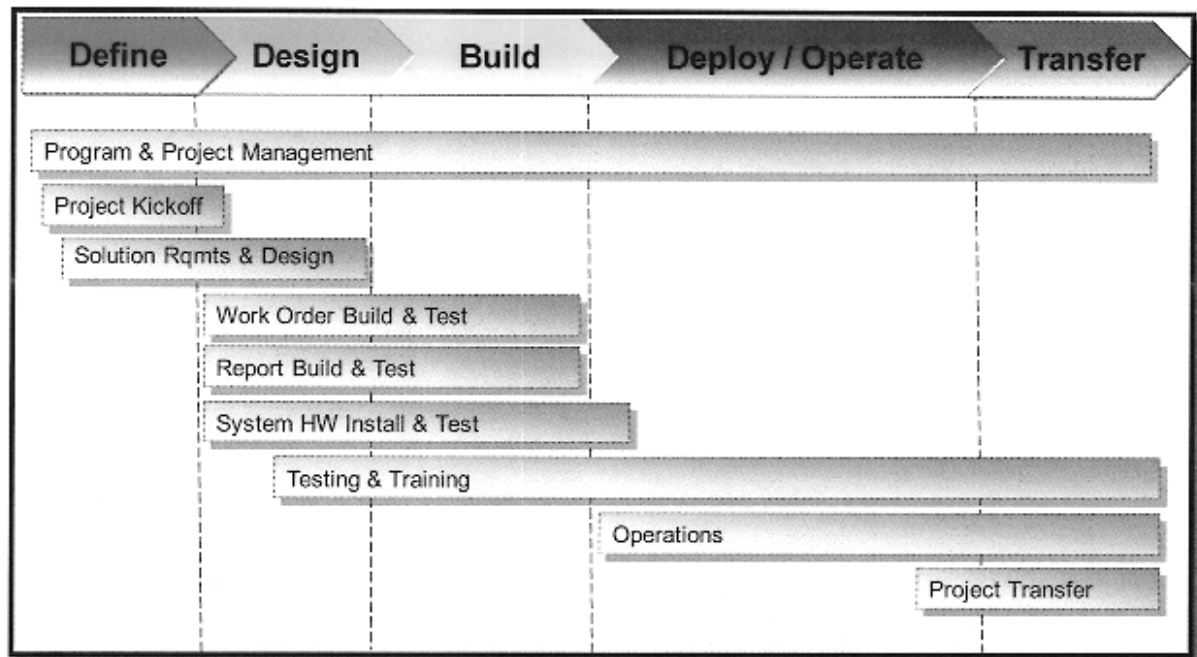 Define
Design
Build
Deploy / Operate
Transfer
Program & Project Management
Project Kickoff
Solution Rqmts & Design
Work Order Build & Test
Report Build & Test
System HW Install & Test
Testing & Training
Operations
Project Transfer